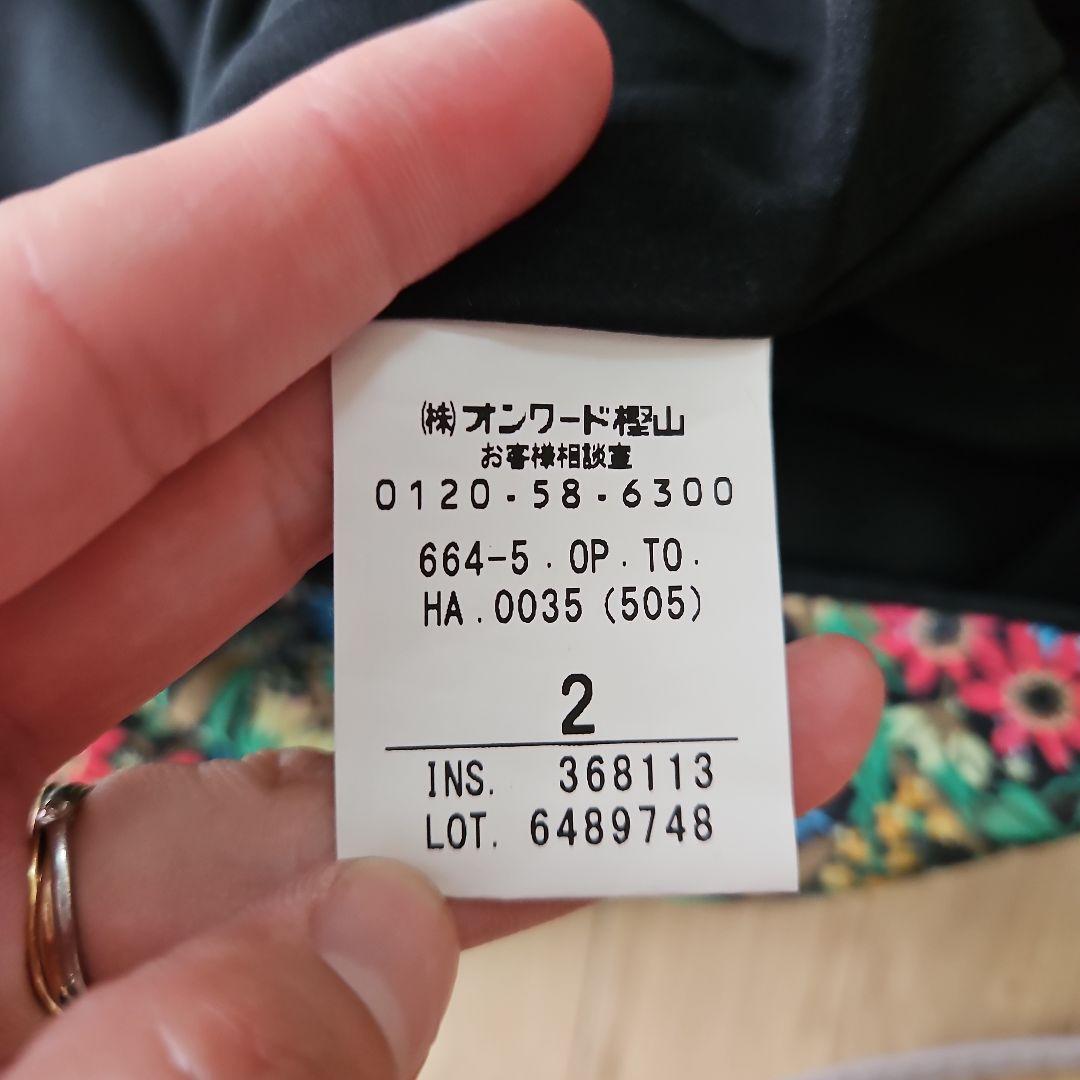 (株)オンワード樫山
お客様相談室
0120-58-6300
664-5.OP.TO.
HA.0035(505)
2
INS. 368113
LOT. 6489748